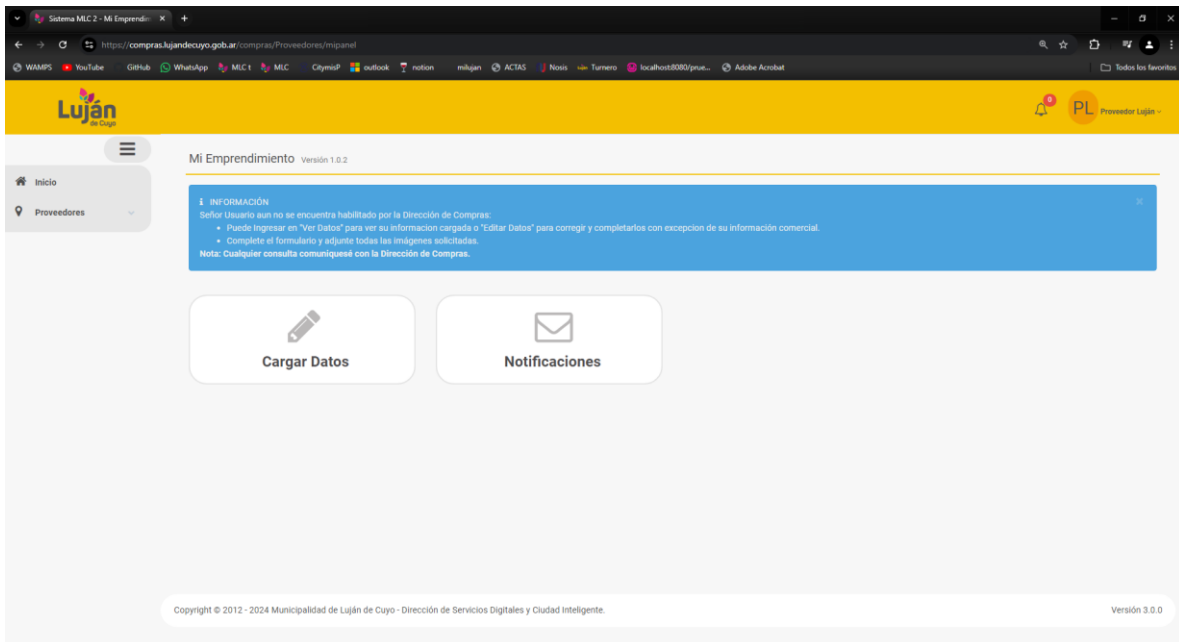 Sistema MLC 2 - Mi Emprendim
https://compras.lujandecuyo.gob.ar/compras/Proveedores/mipanel
WAMPS YouTube GitHub WhatsApp MLC t MLC CitymisP outlook notion milujan ACTAS Nosis Turnero localhost:8080/prue... Adobe Acrobat Todos los favoritos
Luján
de Cuyo
0
PL Proveedor Luján
Mi Emprendimiento Versión 1.0.2
Inicio
Proveedores
i INFORMACIÓN
Señor Usuario aun no se encuentra habilitado por la Dirección de Compras:
• Puede Ingresar en "Ver Datos" para ver su informacion cargada o "Editar Datos" para corregir y completarlos con excepcion de su información comercial.
• Complete el formulario y adjunte todas las imágenes solicitadas.
Nota: Cualquier consulta comuniquesé con la Dirección de Compras.
Cargar Datos
Notificaciones
Copyright © 2012 - 2024 Municipalidad de Luján de Cuyo - Dirección de Servicios Digitales y Ciudad Inteligente.
Versión 3.0.0